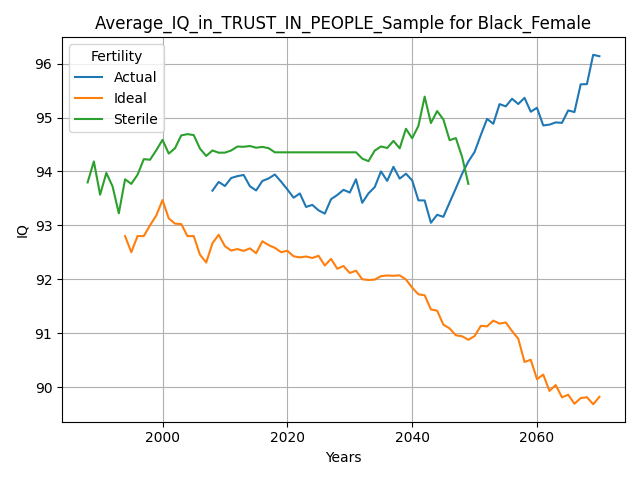 Average_IQ_in_TRUST_IN_PEOPLE_Sample for Black_Female
Fertility
Actual
Ideal
Sterile
96
95
94
93
92
91
90
IQ
2000
2020
2040
2060
Years